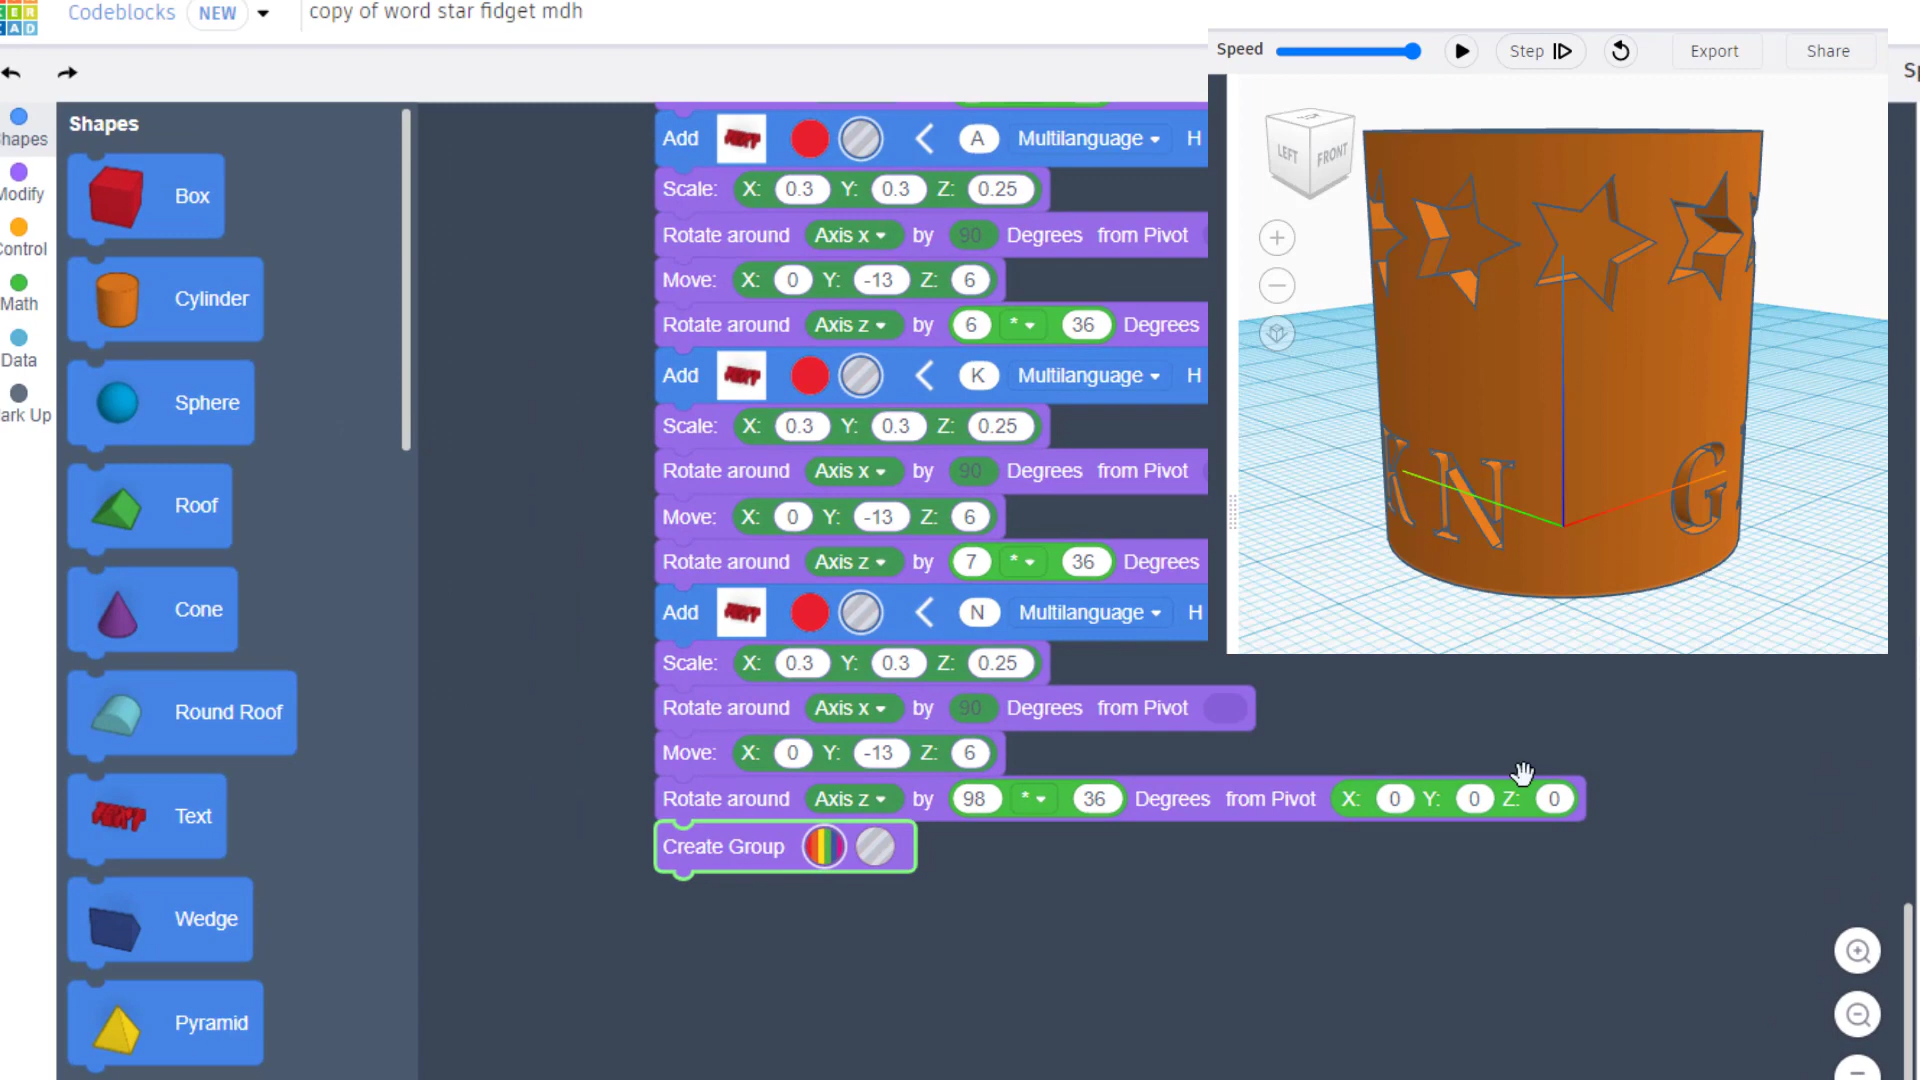 Codeblocks NEW copy of word star fidget mdh
Speed Step Export Share
Shapes
Box
Cylinder
Sphere
Roof
Cone
Round Roof
Text
Wedge
Pyramid
Add A Multilanguage H
Scale: X: 0.3 Y: 0.3 Z: 0.25
Rotate around Axis x by 90 Degrees from Pivot
Move: X: 0 Y: -13 Z: 6
Rotate around Axis z by 6 * 36 Degrees
Add K Multilanguage H
Scale: X: 0.3 Y: 0.3 Z: 0.25
Rotate around Axis x by 90 Degrees from Pivot
Move: X: 0 Y: -13 Z: 6
Rotate around Axis z by 7 * 36 Degrees
Add N Multilanguage H
Scale: X: 0.3 Y: 0.3 Z: 0.25
Rotate around Axis x by 90 Degrees from Pivot
Move: X: 0 Y: -13 Z: 6
Rotate around Axis z by 98 * 36 Degrees from Pivot X: 0 Y: 0 Z: 0
Create Group
LEFT FRONT
K N G
Math
Data